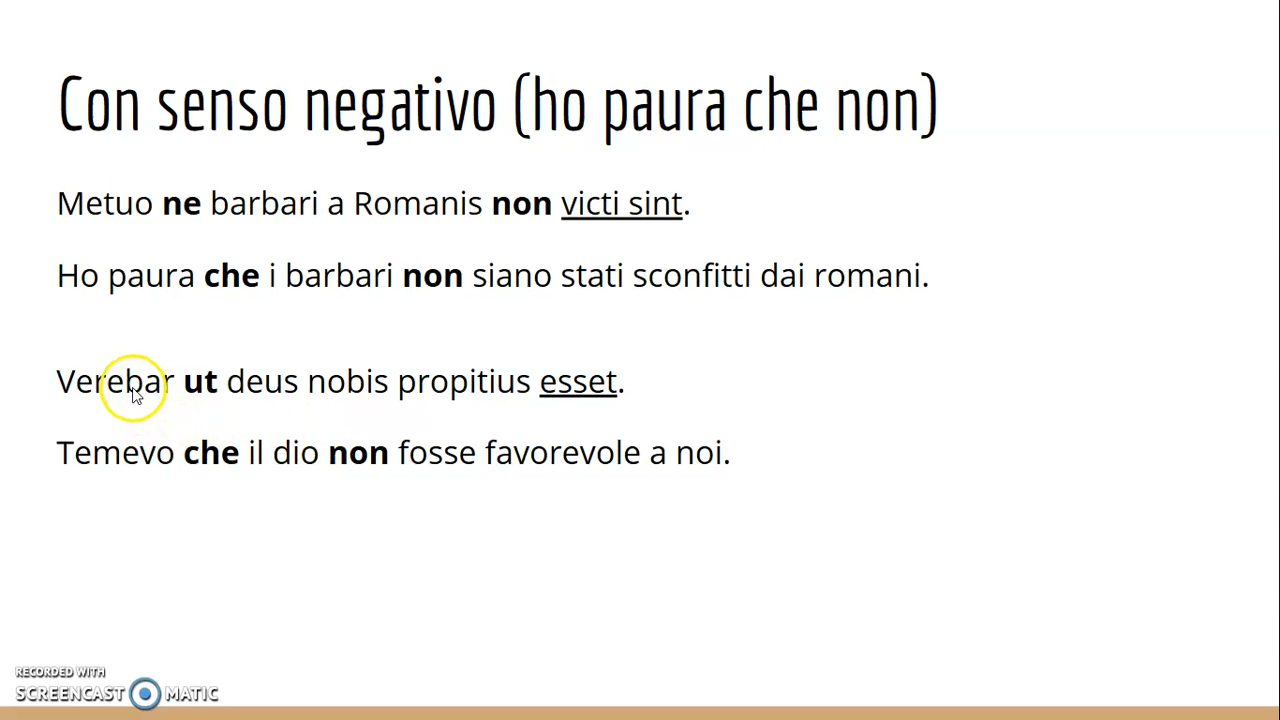 Con senso negativo (ho paura che non)
Metuo ne barbari a Romanis non victi sint.
Ho paura che i barbari non siano stati sconfitti dai romani.
Verebar ut deus nobis propitius esset.
Temevo che il dio non fosse favorevole a noi.
RECORDED WITH
SCREENCAST MATIC